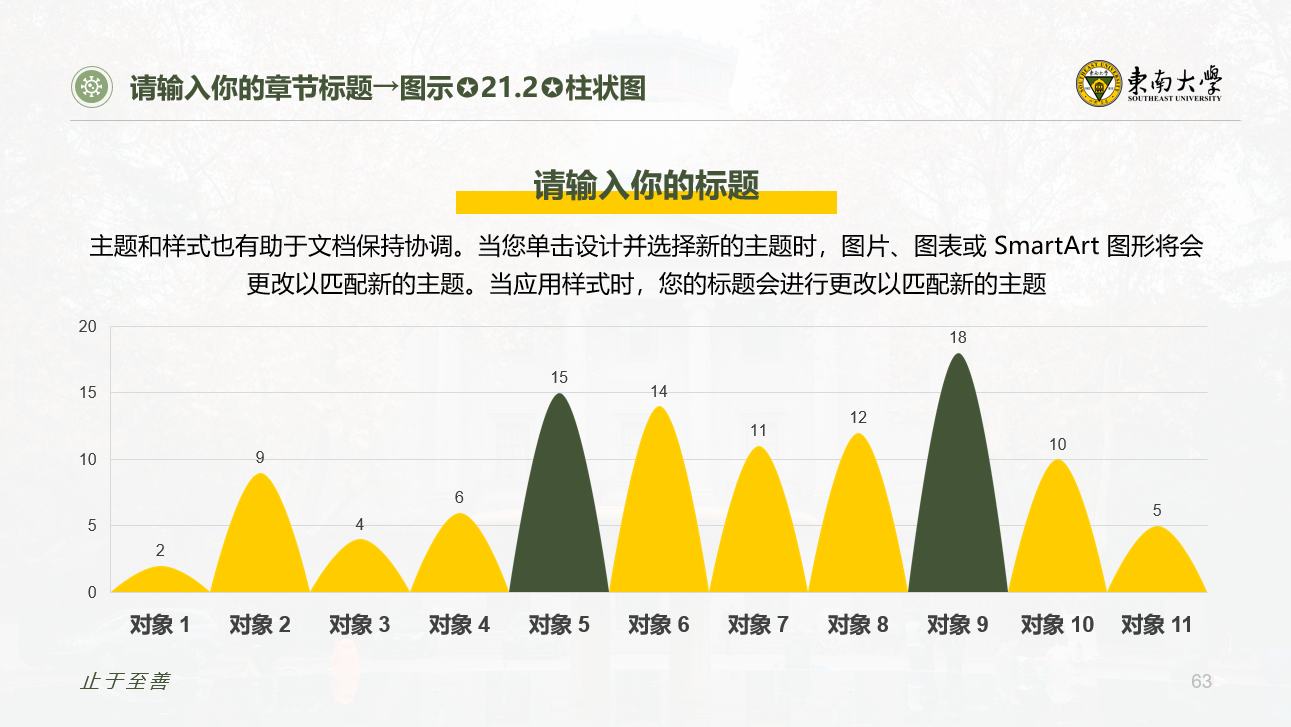 请输入你的章节标题→图示✪21.2✪柱状图
東南大學
SOUTHEAST UNIVERSITY
请输入你的标题
主题和样式也有助于文档保持协调。当您单击设计并选择新的主题时，图片、图表或 SmartArt 图形将会
更改以匹配新的主题。当应用样式时，您的标题会进行更改以匹配新的主题
20
15
10
5
0
2
9
4
6
15
14
11
12
18
10
5
对象 1
对象 2
对象 3
对象 4
对象 5
对象 6
对象 7
对象 8
对象 9
对象 10
对象 11
止于至善
63